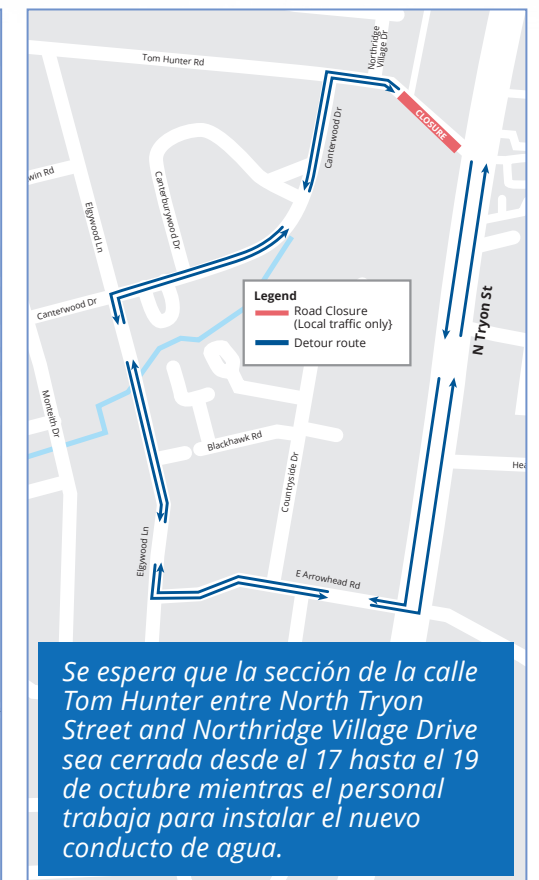 Northridge
Village Dr
Tom Hunter Rd
CLOSURE
Canterwood Dr
win Rd
Canterburywood Dr
Elgywood Ln
Canterwood Dr
Legend
Road Closure
(Local traffic only}
Detour route
N Tryon St
Monteith Dr
Blackhawk Rd
Countryside Dr
Hea
Elgywood Ln
E Arrowhead Rd
Se espera que la sección de la calle
Tom Hunter entre North Tryon
Street and Northridge Village Drive
sea cerrada desde el 17 hasta el 19
de octubre mientras el personal
trabaja para instalar el nuevo
conducto de agua.